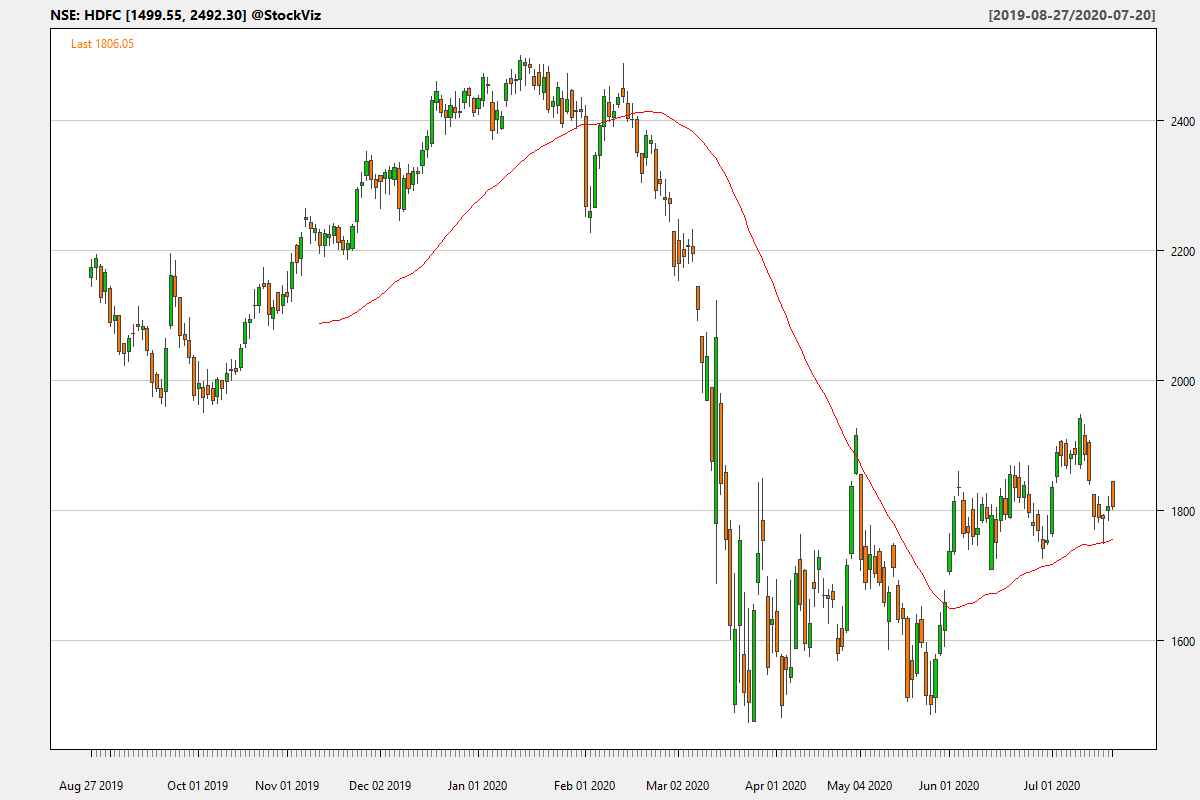 NSE: HDFC [1499.55, 2492.30] @StockViz
[2019-08-27/2020-07-20]
Last 1806.05
2400
2200
2000
1800
1600
Aug 27 2019 Oct 01 2019 Nov 01 2019 Dec 02 2019 Jan 01 2020 Feb 01 2020 Mar 02 2020 Apr 01 2020 May 04 2020 Jun 01 2020 Jul 01 2020